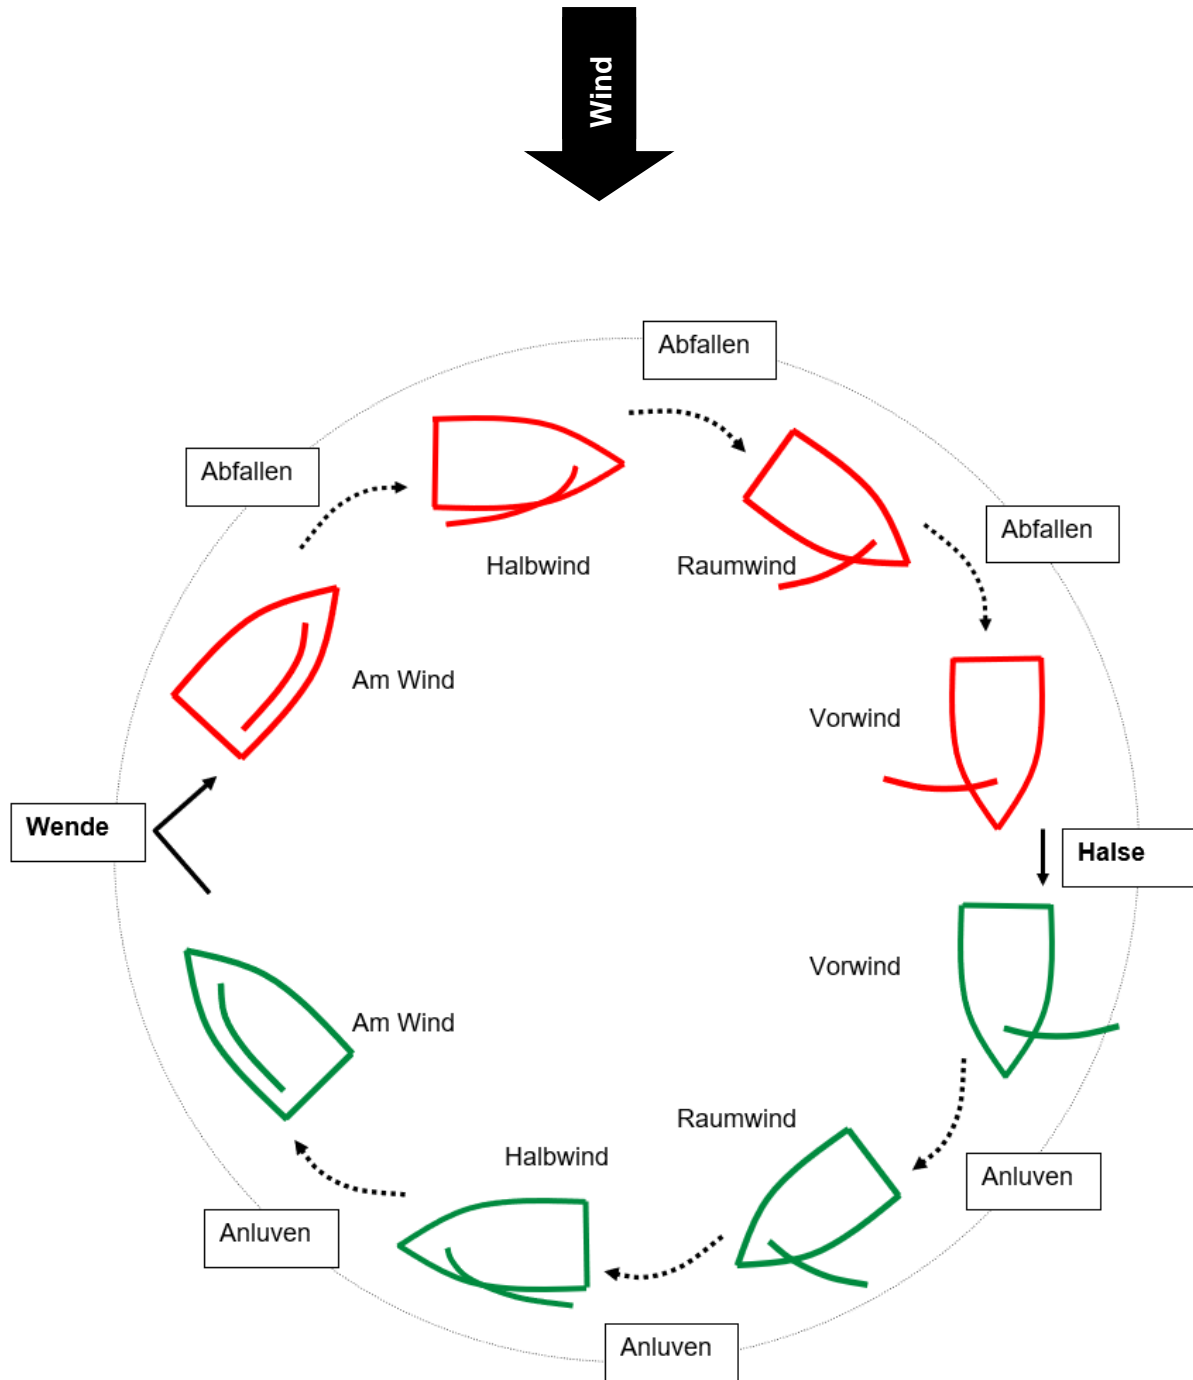 Wind
Abfallen
Abfallen
Abfallen
Halbwind
Raumwind
Am Wind
Vorwind
Wende
Halse
Vorwind
Am Wind
Raumwind
Halbwind
Anluven
Anluven
Anluven